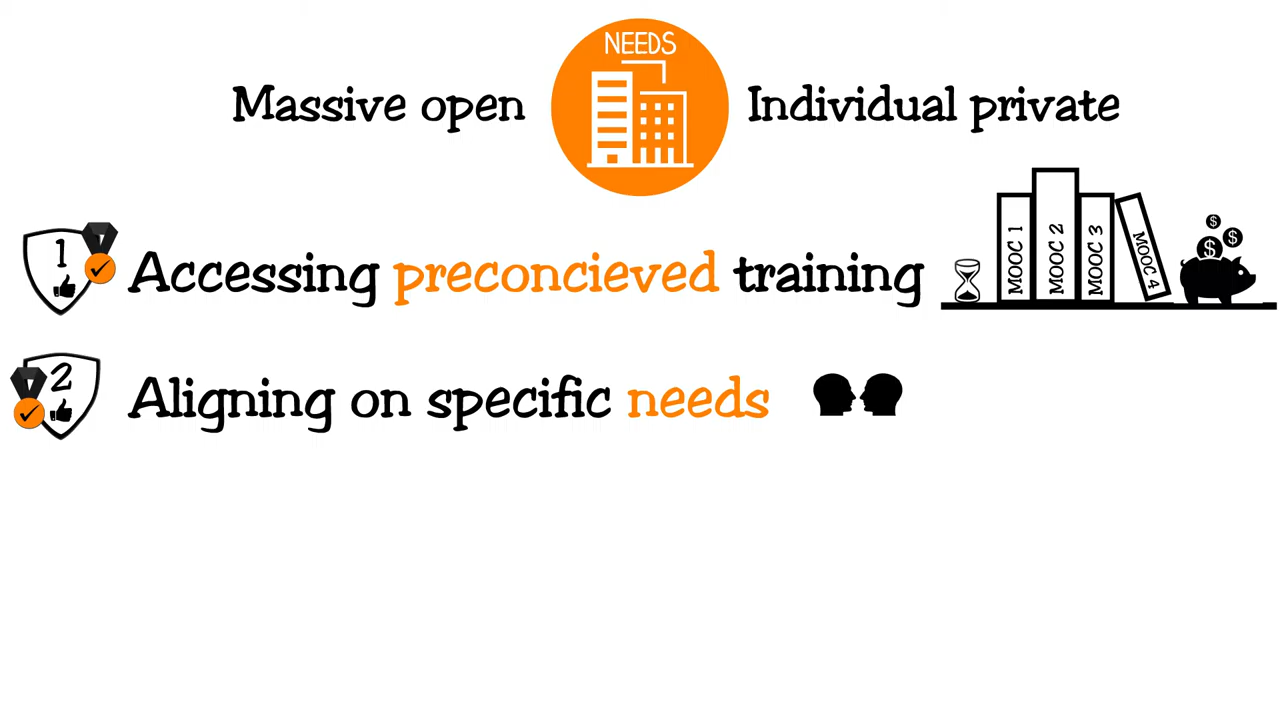 NEEDS
Massive open
Individual private
1
Accessing preconcieved training
MOOC 1
MOOC 2
MOOC 3
MOOC 4
$
$
$
2
Aligning on specific needs